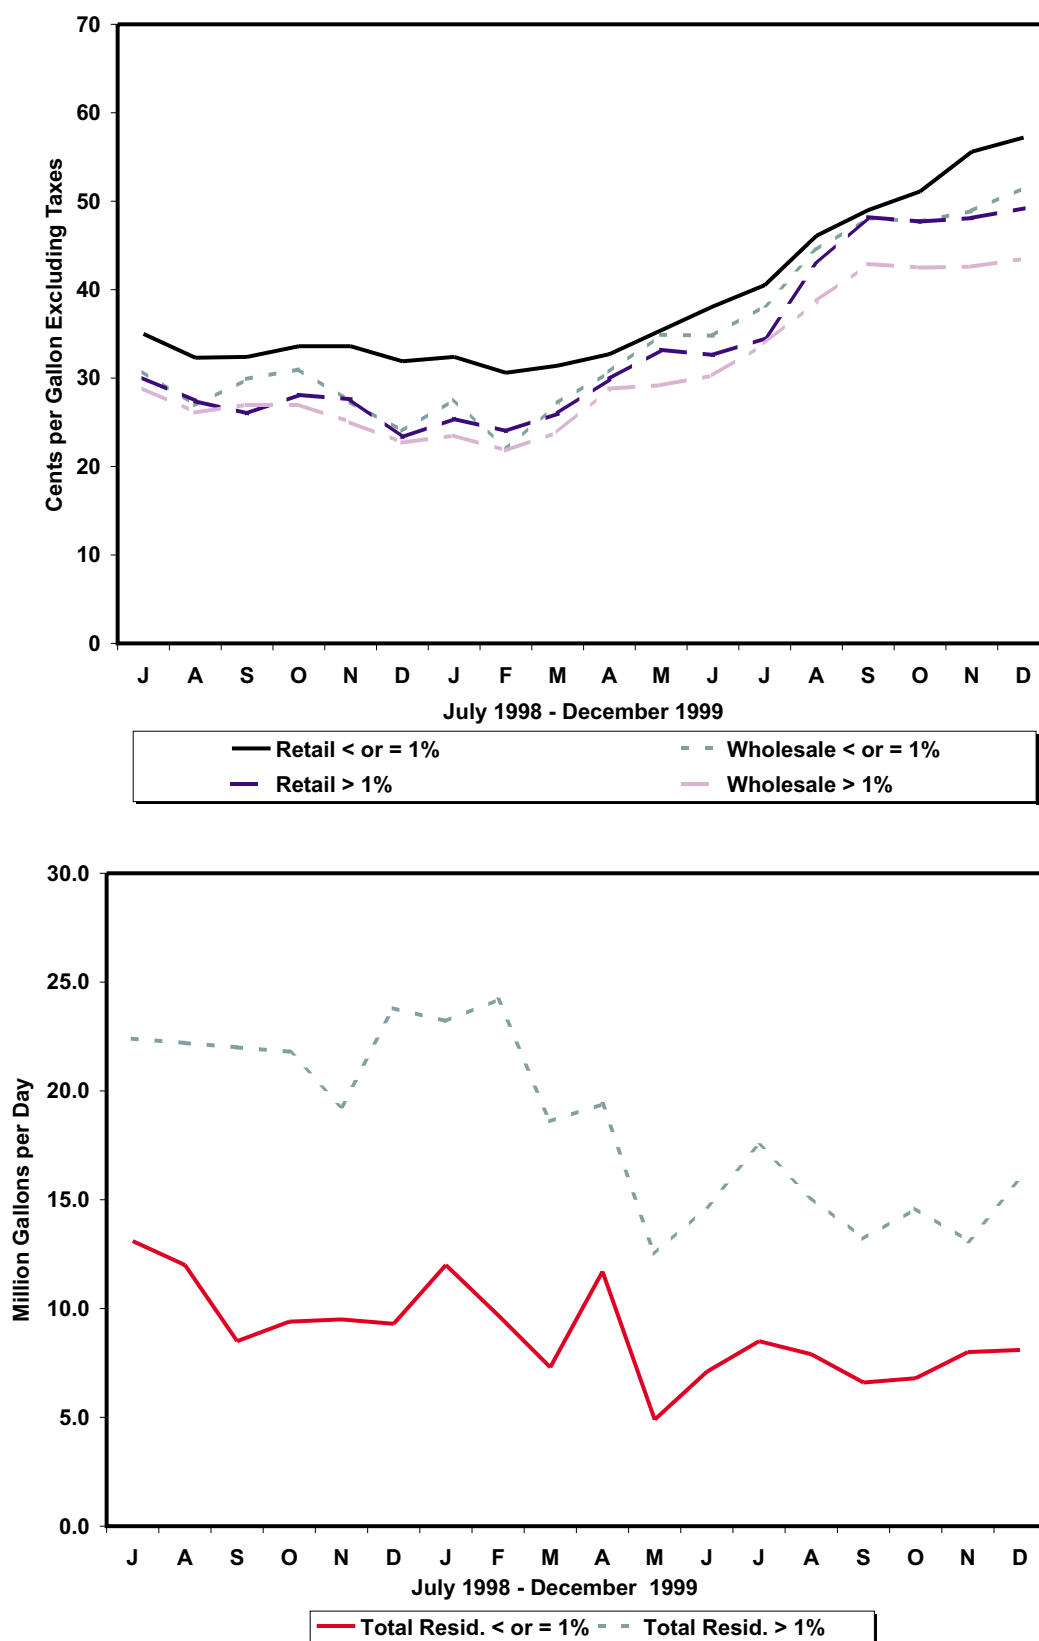 70
60
50
40
30
20
10
0
Cents per Gallon Excluding Taxes
J A S O N D J F M A M J J A S O N D
July 1998 - December 1999
Retail < or = 1% Wholesale < or = 1%
Retail > 1% Wholesale > 1%
30.0
25.0
20.0
15.0
10.0
5.0
0.0
Million Gallons per Day
J A S O N D J F M A M J J A S O N D
July 1998 - December 1999
Total Resid. < or = 1% Total Resid. > 1%